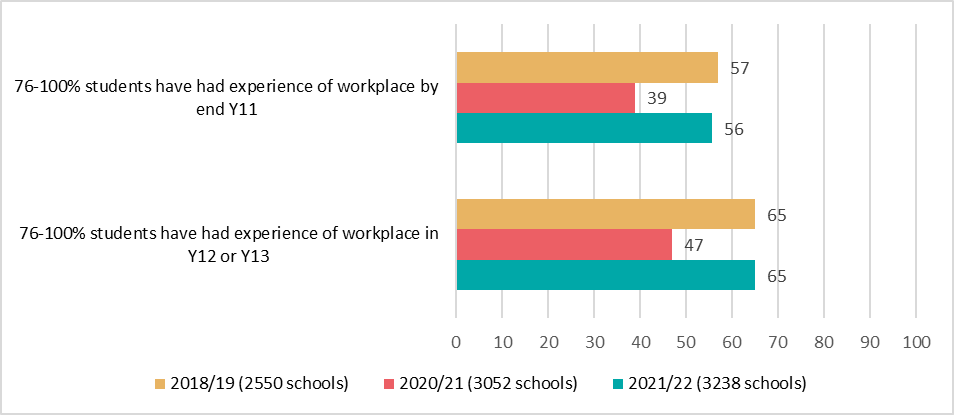 76-100% students have had experience of workplace by
end Y11
57
39
56
76-100% students have had experience of workplace in
Y12 or Y13
65
47
65
0 10 20 30 40 50 60 70 80 90 100
2018/19 (2550 schools) 2020/21 (3052 schools) 2021/22 (3238 schools)